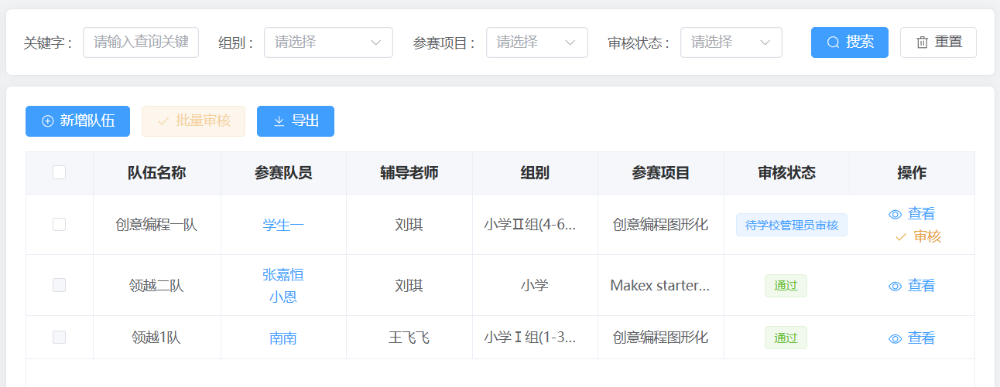 关键字： 请输入查询关键 组别： 请选择 参赛项目： 请选择 审核状态： 请选择 搜索 重置
新增队伍 批量审核 导出
队伍名称 参赛队员 辅导老师 组别 参赛项目 审核状态 操作
创意编程一队 学生一 刘琪 小学Ⅱ组(4-6... 创意编程图形化 待学校管理员审核 查看
审核
领越二队 张嘉恒 刘琪 小学 Makex starter... 通过 查看
小恩
领越1队 南南 王飞飞 小学Ⅰ组(1-3... 创意编程图形化 通过 查看